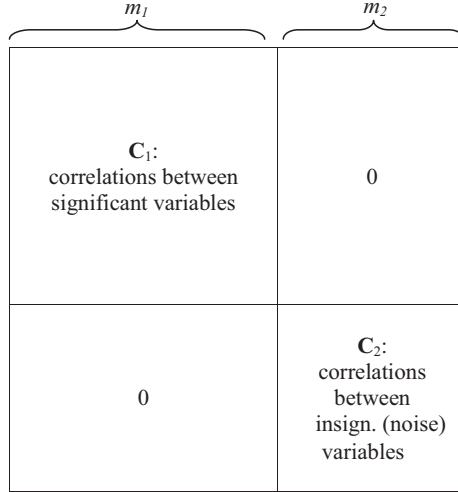 m₁ m₂
C₁:
correlations between
significant variables
0
0
C₂:
correlations
between
insign. (noise)
variables